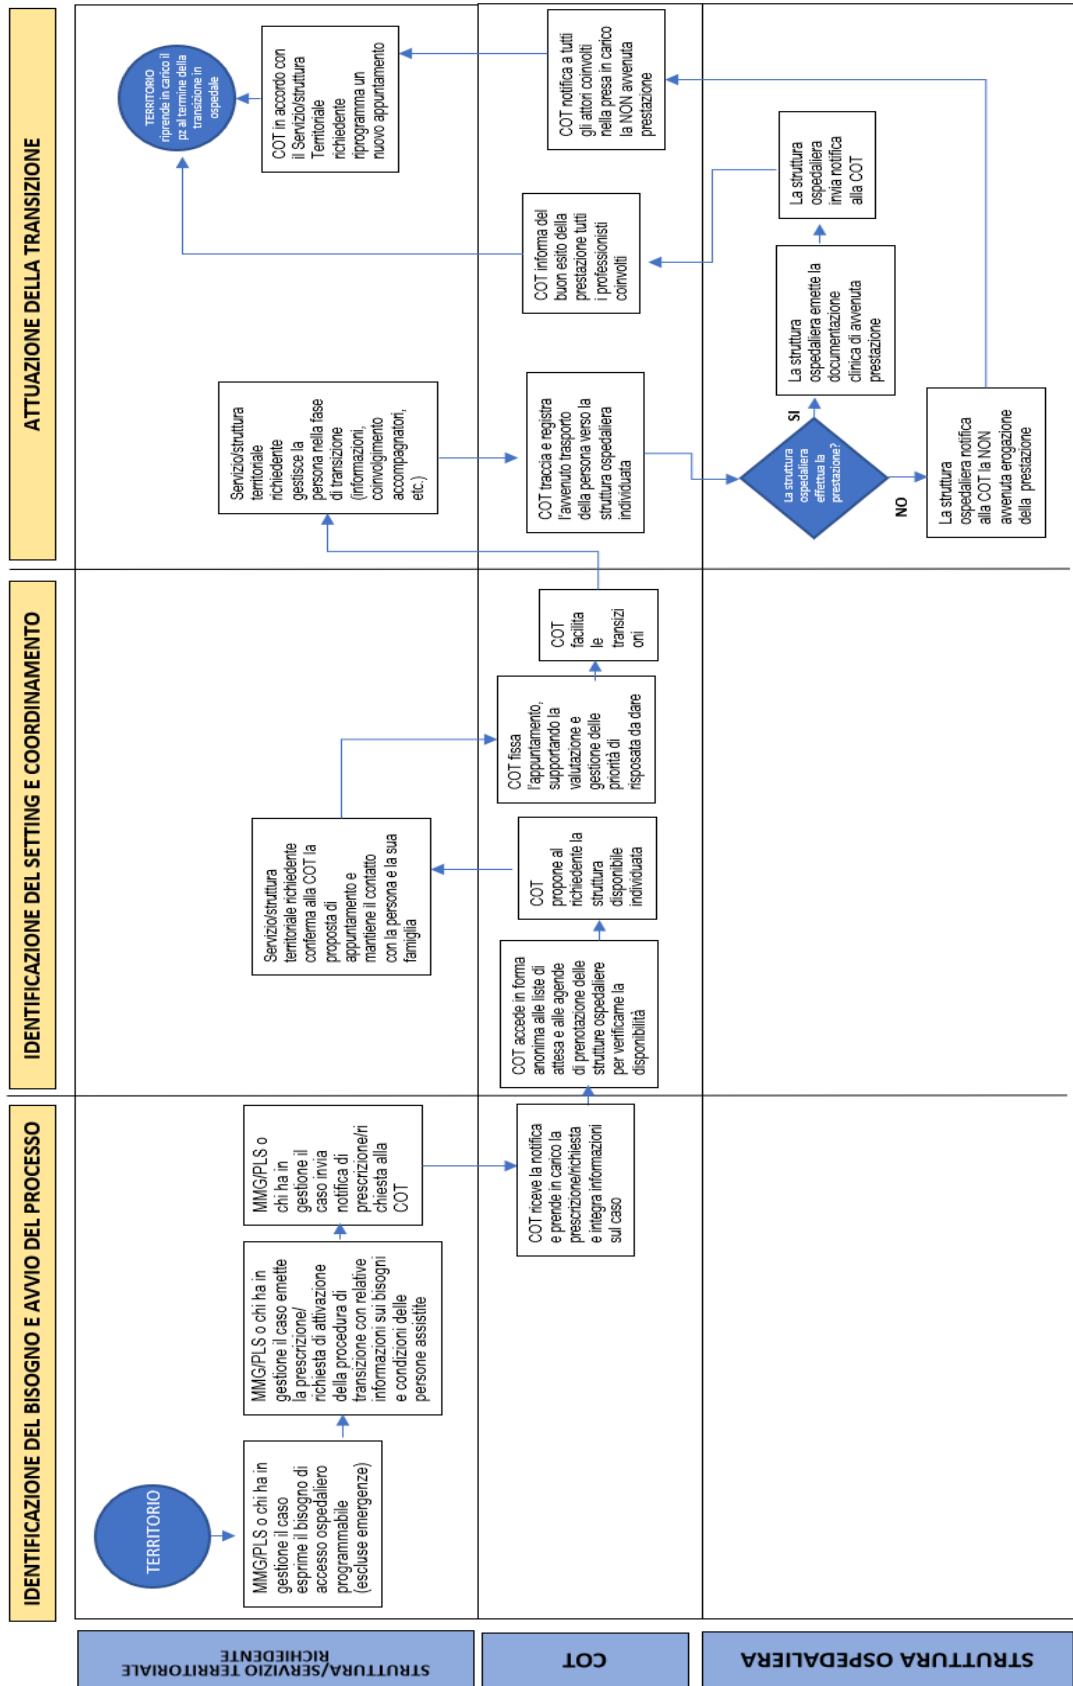 IDENTIFICAZIONE DEL BISOGNO E AVVIO DEL PROCESSO
IDENTIFICAZIONE DEL SETTING E COORDINAMENTO
ATTUAZIONE DELLA TRANSIZIONE
STRUTTURA/SERVIZIO TERRITORIALE
RICHIEDENTE
TERRITORIO
MMG/PLS o chi ha in
gestione il caso
esprime il bisogno di
accesso ospedaliero
programmabile
(escluse emergenze)
MMG/PLS o chi ha in
gestione il caso emette
la prescrizione/
richiesta di attivazione
della procedura di
transizione con relative
informazioni sui bisogni
e condizioni delle
persone assistite
MMG/PLS o
chi ha in
gestione il
caso invia
notifica di
prescrizione/ri
chiesta alla
COT
Servizio/struttura
territoriale richiedente
conferma alla COT la
proposta di
appuntamento e
mantiene il contatto
con la persona e la sua
famiglia
Servizio/struttura
territoriale
richiedente
gestisce la
persona nella fase
di transizione
(informazioni,
coinvolgimento
accompagnatori,
etc.)
COT in accordo con
il Servizio/struttura
Territoriale
richiedente
riprogramma un
nuovo appuntamento
TERRITORIO
riprende in carico il
pz al termine della
transizione in
ospedale
COT
COT riceve la notifica
e prende in carico la
prescrizione/richiesta
e integra informazioni
sul caso
COT accede in forma
anonima alle liste di
attesa e alle agende
di prenotazione delle
strutture ospedaliere
per verificarne la
disponibilità
COT
propone al
richiedente la
struttura
disponibile
individuata
COT fissa
l'appuntamento,
supportando la
valutazione e
gestione delle
priorità di
risposata da dare
COT
facilita
le
transizi
oni
COT traccia e registra
l'avvenuto trasporto
della persona verso la
struttura ospedaliera
individuata
COT informa del
buon esito della
prestazione tutti
i professionisti
coinvolti
COT notifica a tutti
gli attori coinvolti
nella presa in carico
la NON avvenuta
prestazione
STRUTTURA OSPEDALIERA
La struttura
ospedaliera
effettua la
prestazione?
SI
NO
La struttura
ospedaliera emette la
documentazione
clinica di avvenuta
prestazione
La struttura
ospedaliera
invia notifica
alla COT
La struttura
ospedaliera notifica
alla COT la NON
avvenuta erogazione
della prestazione